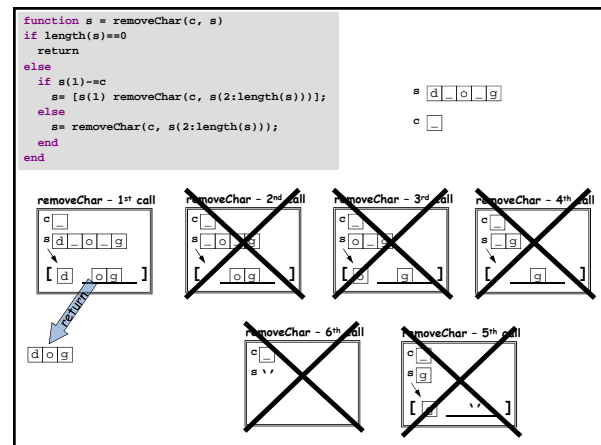 function s = removeChar(c, s)
if length(s)==0
return
else
if s(1)~=c
s= [s(1) removeChar(c, s(2:length(s)))];
else
s= removeChar(c, s(2:length(s)));
end
end
s d _ o _ g
c _
removeChar – 1st call
c _
s d _ o _ g
[ d o g ]
return
d o g
removeChar – 2nd call
c _
s _ o _ g
[ o g ]
removeChar – 3rd call
c _
s o _ g
[ o g ]
removeChar – 4th call
c _
s _ g
[ g ]
removeChar – 6th call
c _
s ‘’
removeChar – 5th call
c _
s g
[ g ‘’ ]